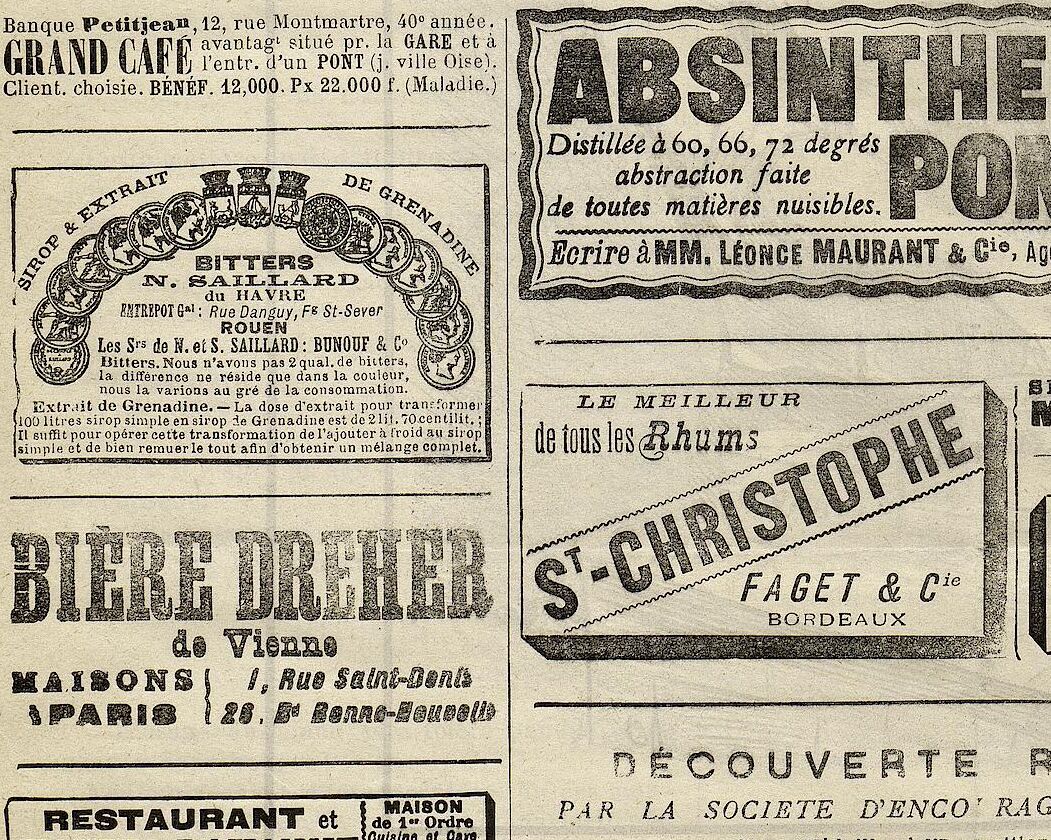 Banque Petitjean, 12, rue Montmartre, 40e année.
GRAND CAFÉ avantagt situé pr. la GARE et à
l'entr. d'un PONT (j. ville Oise).
Client. choisie. BÉNÉF. 12,000. Px 22.000 f. (Maladie.)
SIROP & EXTRAIT DE GRENADINE
BITTERS
N. SAILLARD
du HAVRE
ENTREPOT Gal : Rue Danguy, Fg St-Sever
ROUEN
Les Srs de N. et S. SAILLARD : BUNOUF & Co
Bitters. Nous n'avons pas 2 qual. de bitters,
la différence ne réside que dans la couleur,
nous la varions au gré de la consommation.
Extrait de Grenadine. — La dose d'extrait pour transformer
100 litres sirop simple en sirop de Grenadine est de 2 lit. 70 centilit. ;
Il suffit pour opérer cette transformation de l'ajouter à froid au sirop
simple et de bien remuer le tout afin d'obtenir un mélange complet.
BIÈRE DREHER
de Vienne
MAISONS { 1, Rue Saint-Denis
à PARIS { 28, Bd Bonne-Nouvelle
RESTAURANT et
MAISON
de 1er Ordre
Cuisine et Cave
ABSINTHE
Distillée à 60, 66, 72 degrés
abstraction faite
de toutes matières nuisibles.
PON
Ecrire à MM. LÉONCE MAURANT & Cie, Ag
LE MEILLEUR
de tous les Rhums
ST-CHRISTOPHE
FAGET & Cie
BORDEAUX
DÉCOUVERTE R
PAR LA SOCIETE D'ENCO RAG